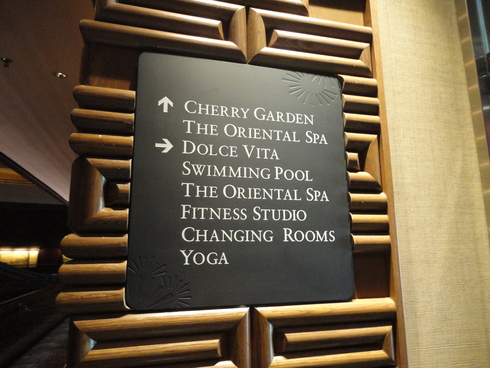 ↑ CHERRY GARDEN
THE ORIENTAL SPA
→ DOLCE VITA
SWIMMING POOL
THE ORIENTAL SPA
FITNESS STUDIO
CHANGING ROOMS
YOGA